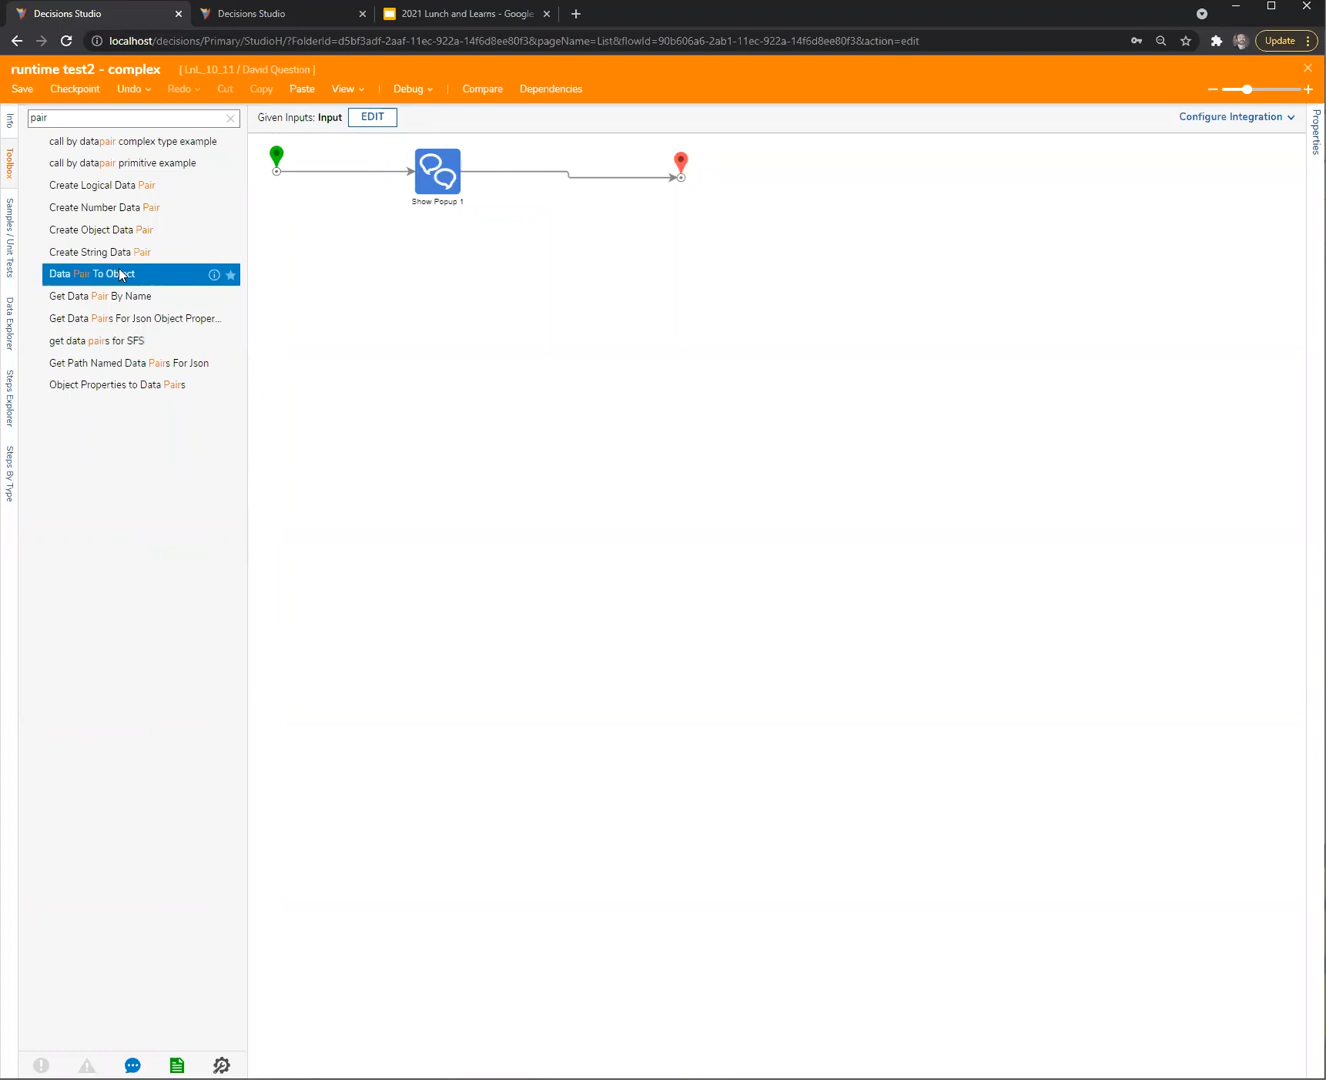 Decisions Studio
Decisions Studio
2021 Lunch and Learns - Google
localhost/decisions/Primary/StudioH/?FolderId=d5bf3adf-2aaf-11ec-922a-14f6d8ee80f3&pageName=List&flowId=90b606a6-2ab1-11ec-922a-14f6d8ee80f3&action=edit
Update
runtime test2 - complex [ LnL_10_11 / David Question ]
Save Checkpoint Undo Redo Cut Copy Paste View | Debug | Compare Dependencies
pair
Given Inputs: Input EDIT
Configure Integration
Info
Toolbox
Samples / Unit Tests
Data Explorer
Steps Explorer
Steps By Type
Properties
call by datapair complex type example
call by datapair primitive example
Create Logical Data Pair
Create Number Data Pair
Create Object Data Pair
Create String Data Pair
Data Pair To Object
Get Data Pair By Name
Get Data Pairs For Json Object Proper...
get data pairs for SFS
Get Path Named Data Pairs For Json
Object Properties to Data Pairs
Show Popup 1